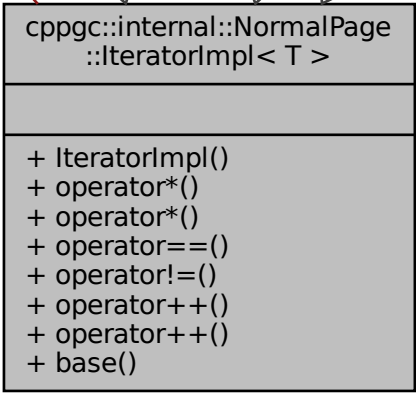 cppgc::internal::NormalPage
::IteratorImpl< T >
+ IteratorImpl()
+ operator*()
+ operator*()
+ operator==()
+ operator!=()
+ operator++()
+ operator++()
+ base()